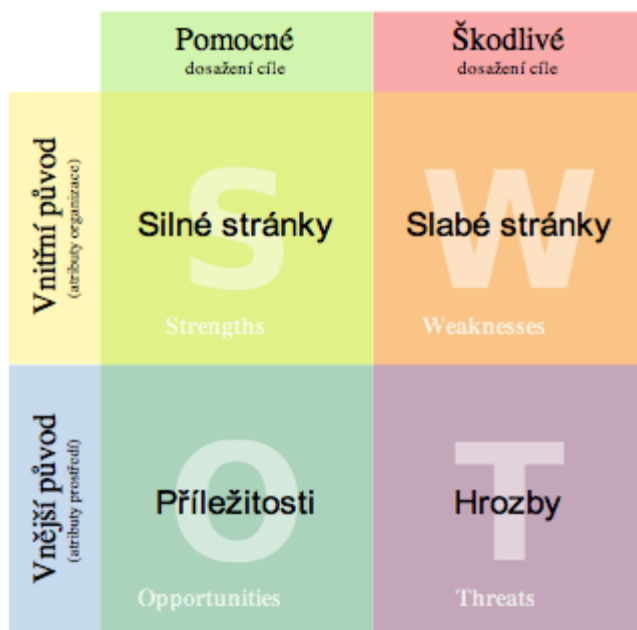 Pomocné
dosažení cíle
Škodlivé
dosažení cíle
Vnitřní původ
(atributy organizace)
S
Silné stránky
Strengths
W
Slabé stránky
Weaknesses
Vnější původ
(atributy prostředí)
O
Příležitosti
Opportunities
T
Hrozby
Threats